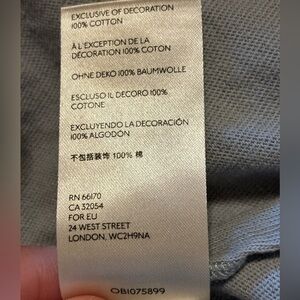 EXCLUSIVE OF DECORATION
100% COTTON
À L'EXCEPTION DE LA
DÉCORATION 100% COTON
OHNE DEKO 100% BAUMWOLLE
ESCLUSO IL DECORO 100%
COTONE
EXCLUYENDO LA DECORACIÓN
100% ALGODÓN
不包括装饰 100% 棉
RN 66170
CA 32054
FOR EU
24 WEST STREET
LONDON, WC2H9NA
OBI075899